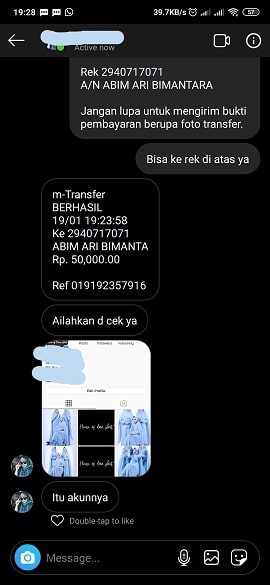 19:28
39.7KB/s
57
Active now
Rek 2940717071
A/N ABIM ARI BIMANTARA
Jangan lupa untuk mengirim bukti
pembayaran berupa foto transfer.
Bisa ke rek di atas ya
m-Transfer
BERHASIL
19/01 19:23:58
Ke 2940717071
ABIM ARI BIMANTA
Rp. 50,000.00
Ref 019192357916
Ailahkan d cek ya
Posts Followers Following
Edit Profile
Itu akunnya
Double-tap to like
Message...